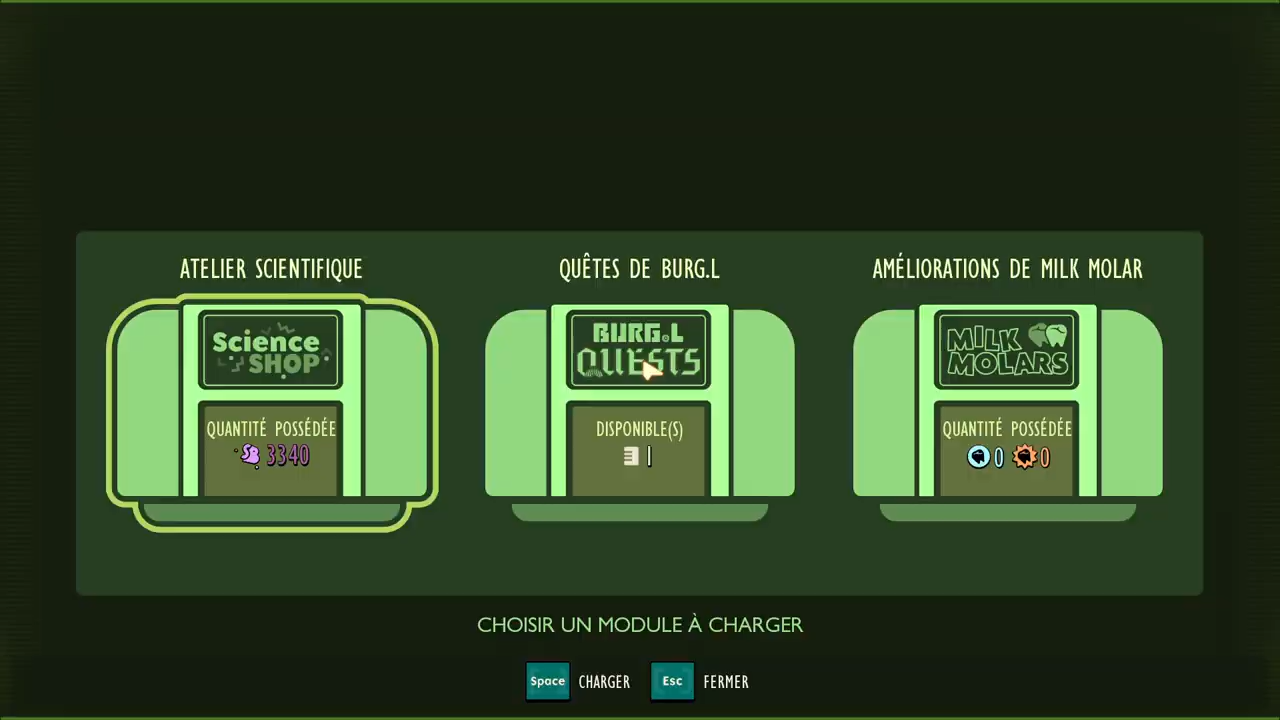 ATELIER SCIENTIFIQUE
Science
SHOP
QUANTITÉ POSSÉDÉE
3340
QUÊTES DE BURG.L
BURG.L
QUESTS
DISPONIBLE(S)
1
AMÉLIORATIONS DE MILK MOLAR
MILK
MOLARS
QUANTITÉ POSSÉDÉE
0 0
CHOISIR UN MODULE À CHARGER
Space CHARGER Esc FERMER